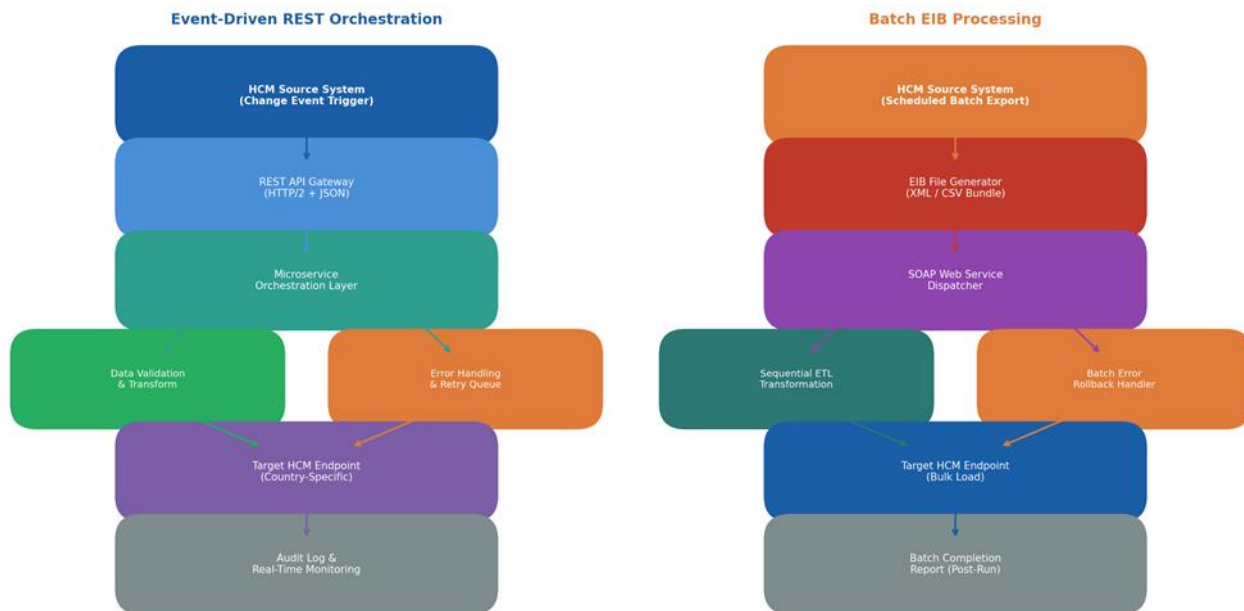 Event-Driven REST Orchestration
HCM Source System
(Change Event Trigger)
REST API Gateway
(HTTP/2 + JSON)
Microservice
Orchestration Layer
Data Validation
& Transform
Error Handling
& Retry Queue
Target HCM Endpoint
(Country-Specific)
Audit Log &
Real-Time Monitoring
Batch EIB Processing
HCM Source System
(Scheduled Batch Export)
EIB File Generator
(XML / CSV Bundle)
SOAP Web Service
Dispatcher
Sequential ETL
Transformation
Batch Error
Rollback Handler
Target HCM Endpoint
(Bulk Load)
Batch Completion
Report (Post-Run)